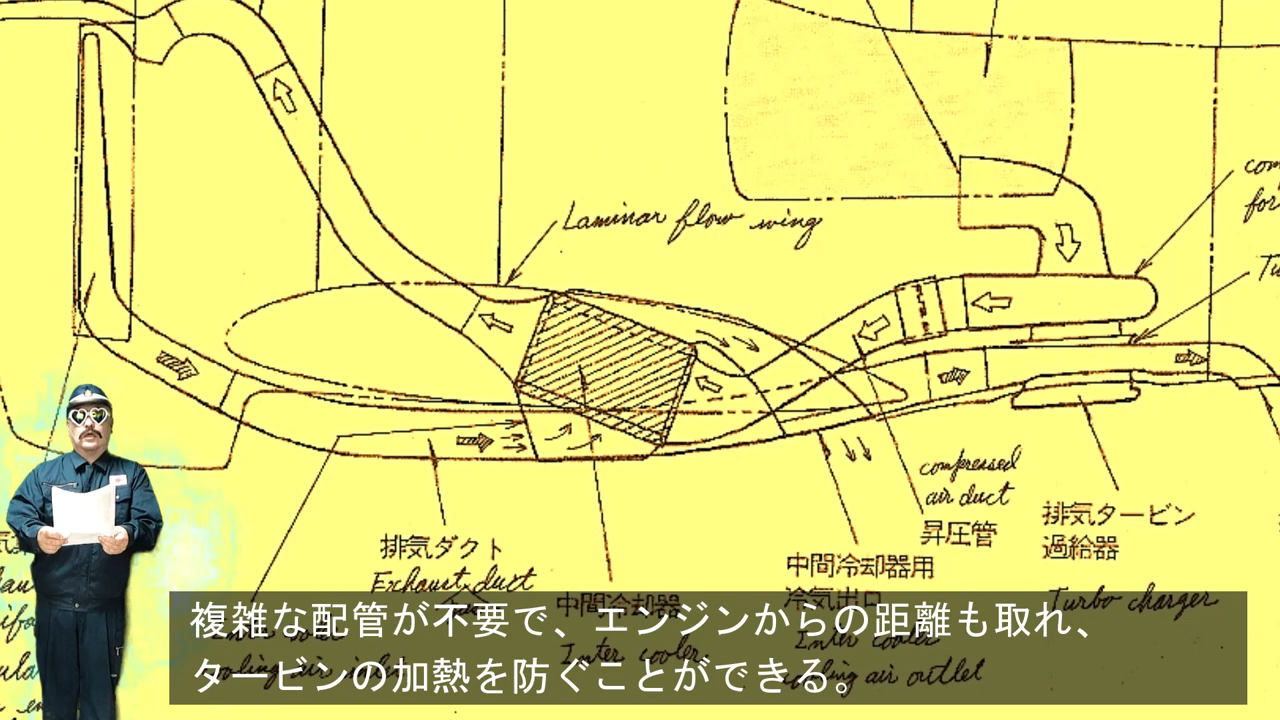 com
for
Laminar flow wing
Tu
compressed
air duct
昇圧管
排気タービン
過給器
Turbo charger
排気ダクト
Exhaust duct
中間冷却器用
冷気出口
Inter cooler
cooling air outlet
中間冷却器
Inter cooler
複雑な配管が不要で、エンジンからの距離も取れ、
タービンの加熱を防ぐことができる。